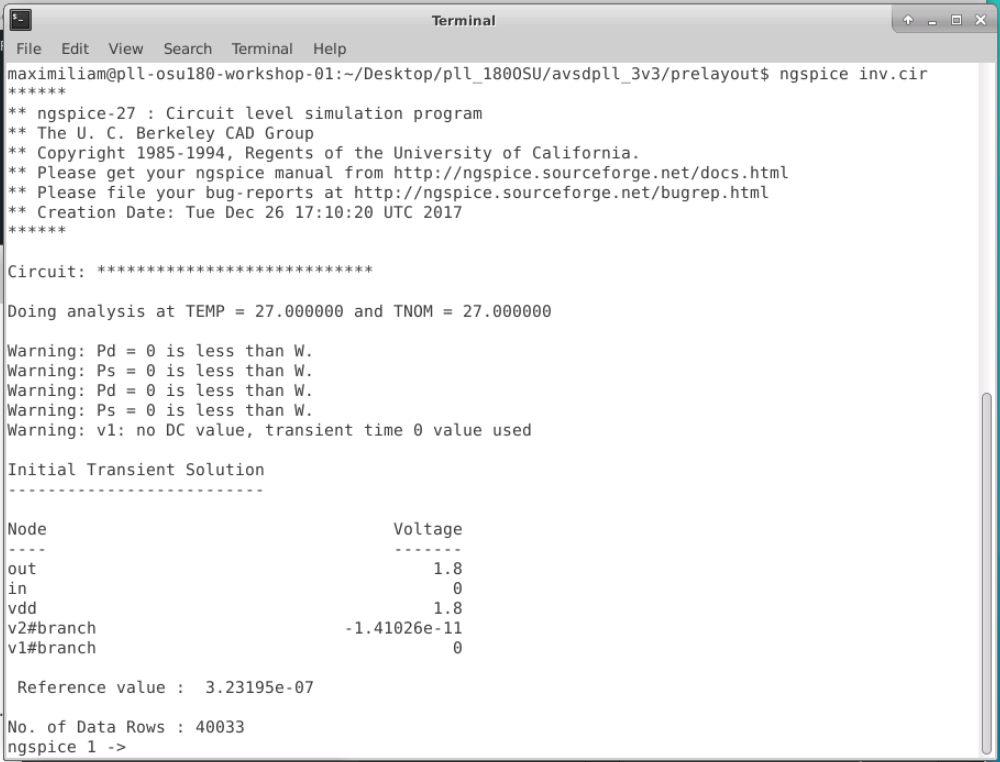 Terminal
File Edit View Search Terminal Help
maximiliam@pll-osu180-workshop-01:~/Desktop/pll_180OSU/avsdpll_3v3/prelayout$ ngspice inv.cir
******
** ngspice-27 : Circuit level simulation program
** The U. C. Berkeley CAD Group
** Copyright 1985-1994, Regents of the University of California.
** Please get your ngspice manual from http://ngspice.sourceforge.net/docs.html
** Please file your bug-reports at http://ngspice.sourceforge.net/bugrep.html
** Creation Date: Tue Dec 26 17:10:20 UTC 2017
******
Circuit: ****************************
Doing analysis at TEMP = 27.000000 and TNOM = 27.000000
Warning: Pd = 0 is less than W.
Warning: Ps = 0 is less than W.
Warning: Pd = 0 is less than W.
Warning: Ps = 0 is less than W.
Warning: v1: no DC value, transient time 0 value used
Initial Transient Solution
--------------------------
Node Voltage
---- -------
out 1.8
in 0
vdd 1.8
v2#branch -1.41026e-11
v1#branch 0
Reference value : 3.23195e-07
No. of Data Rows : 40033
ngspice 1 ->